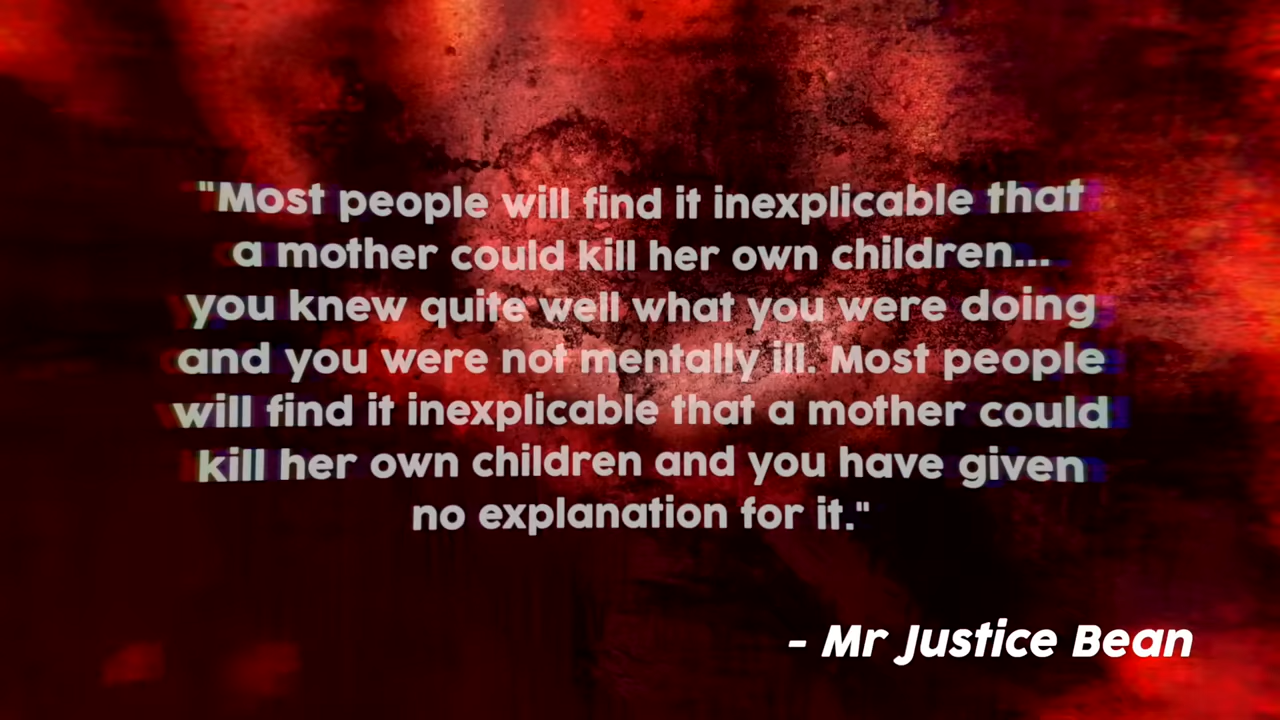 "Most people will find it inexplicable that
a mother could kill her own children...
you knew quite well what you were doing
and you were not mentally ill. Most people
will find it inexplicable that a mother could
kill her own children and you have given
no explanation for it."
- Mr Justice Bean